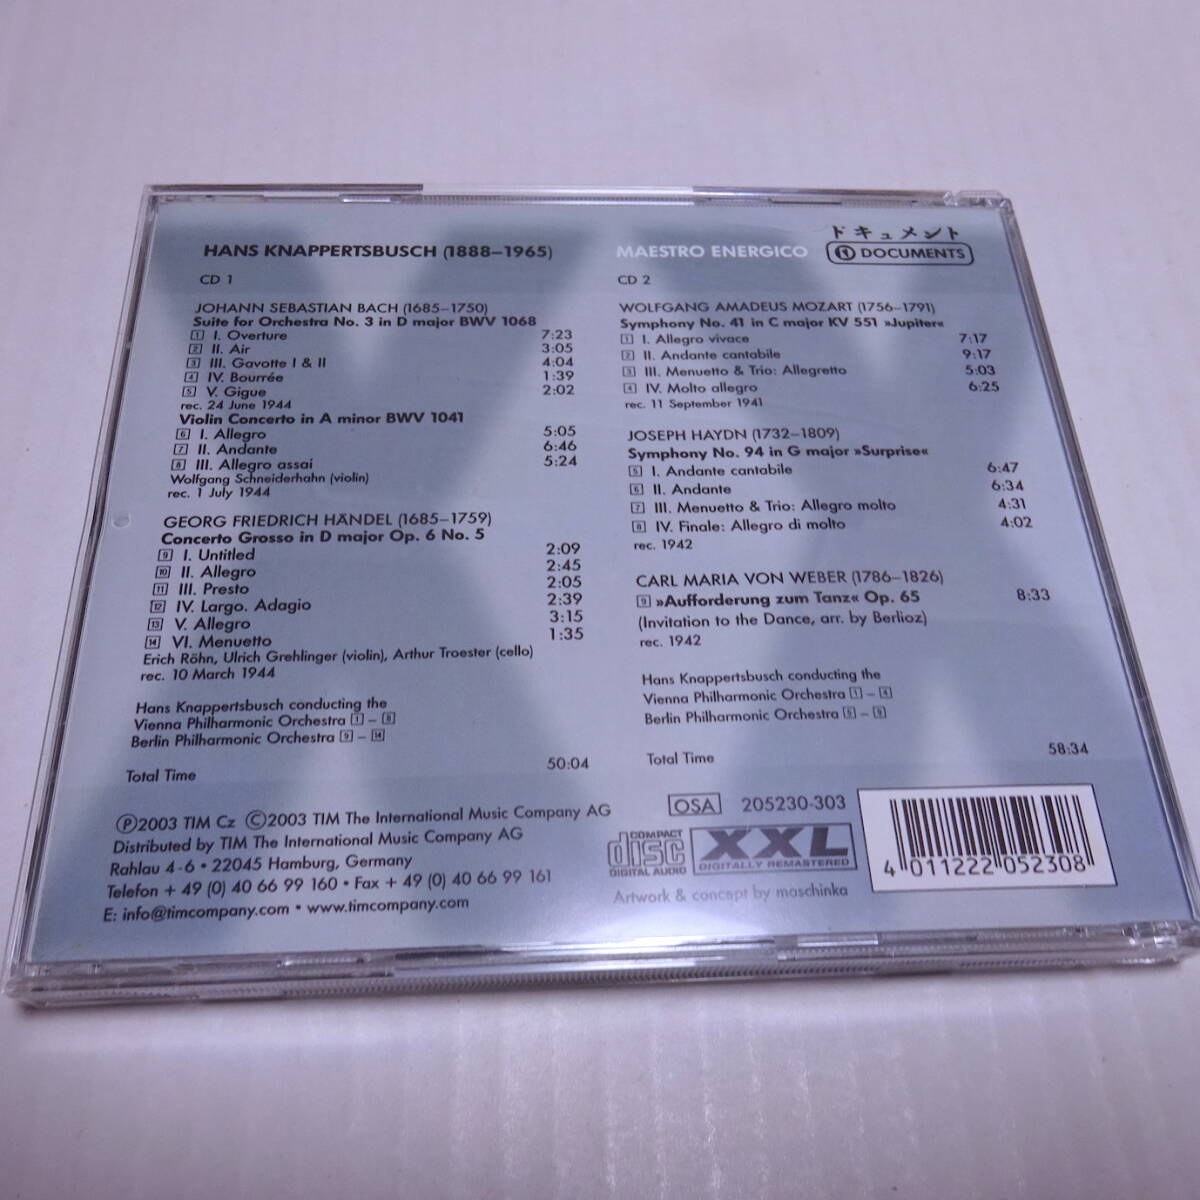 HANS KNAPPERTSBUSCH (1888–1965)
CD 1
JOHANN SEBASTIAN BACH (1685–1750)
Suite for Orchestra No. 3 in D major BWV 1068
1 I. Overture 7:23
2 II. Air 3:05
3 III. Gavotte I & II 4:04
4 IV. Bourrée 1:39
5 V. Gigue 2:02
rec. 24 June 1944
Violin Concerto in A minor BWV 1041
6 I. Allegro 5:05
7 II. Andante 6:46
8 III. Allegro assai 5:24
Wolfgang Schneiderhahn (violin)
rec. 1 July 1944
GEORG FRIEDRICH HÄNDEL (1685–1759)
Concerto Grosso in D major Op. 6 No. 5
9 I. Untitled 2:09
10 II. Allegro 2:45
11 III. Presto 2:05
12 IV. Largo. Adagio 2:39
13 V. Allegro 3:15
14 VI. Menuetto 1:35
Erich Röhn, Ulrich Grehlinger (violin), Arthur Troester (cello)
rec. 10 March 1944
Hans Knappertsbusch conducting the
Vienna Philharmonic Orchestra 1 – 8
Berlin Philharmonic Orchestra 9 – 14
Total Time 50:04
MAESTRO ENERGICO
ドキュメント
DOCUMENTS
CD 2
WOLFGANG AMADEUS MOZART (1756–1791)
Symphony No. 41 in C major KV 551 »Jupiter«
1 I. Allegro vivace 7:17
2 II. Andante cantabile 9:17
3 III. Menuetto & Trio: Allegretto 5:03
4 IV. Molto allegro 6:25
rec. 11 September 1941
JOSEPH HAYDN (1732–1809)
Symphony No. 94 in G major »Surprise«
5 I. Andante cantabile 6:47
6 II. Andante 6:34
7 III. Menuetto & Trio: Allegro molto 4:31
8 IV. Finale: Allegro di molto 4:02
rec. 1942
CARL MARIA VON WEBER (1786–1826)
9 »Aufforderung zum Tanz« Op. 65 8:33
(Invitation to the Dance, arr. by Berlioz)
rec. 1942
Hans Knappertsbusch conducting the
Vienna Philharmonic Orchestra 1 – 4
Berlin Philharmonic Orchestra 5 – 9
Total Time 58:34
℗2003 TIM Cz ©2003 TIM The International Music Company AG
Distributed by TIM The International Music Company AG
Rahlau 4-6 • 22045 Hamburg, Germany
Telefon + 49 (0) 40 66 99 160 • Fax + 49 (0) 40 66 99 161
E: info@timcompany.com • www.timcompany.com
OSA 205230-303
COMPACT
disc
DIGITAL AUDIO
XXL
DIGITALLY REMASTERED
Artwork & concept by maschinka
4 011222 052308